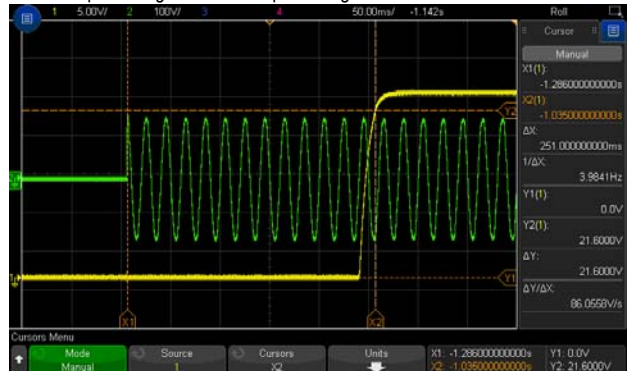 1 5.00V/ 2 100V/ 3 4 50.00ms/ -1.142s Roll
Cursor
Manual
X1(1):
-1.286000000000s
X2(1):
-1.035000000000s
ΔX:
251.000000000ms
1/ΔX:
3.9841Hz
Y1(1):
0.0V
Y2(1):
21.6000V
ΔY:
21.6000V
ΔY/ΔX:
86.0558V/s
Y2
Y1
X1 X2
Cursors Menu
Mode Source Cursors Units X1: -1.286000000000s Y1: 0.0V
Manual 1 X2 X2: -1.035000000000s Y2: 21.6000V